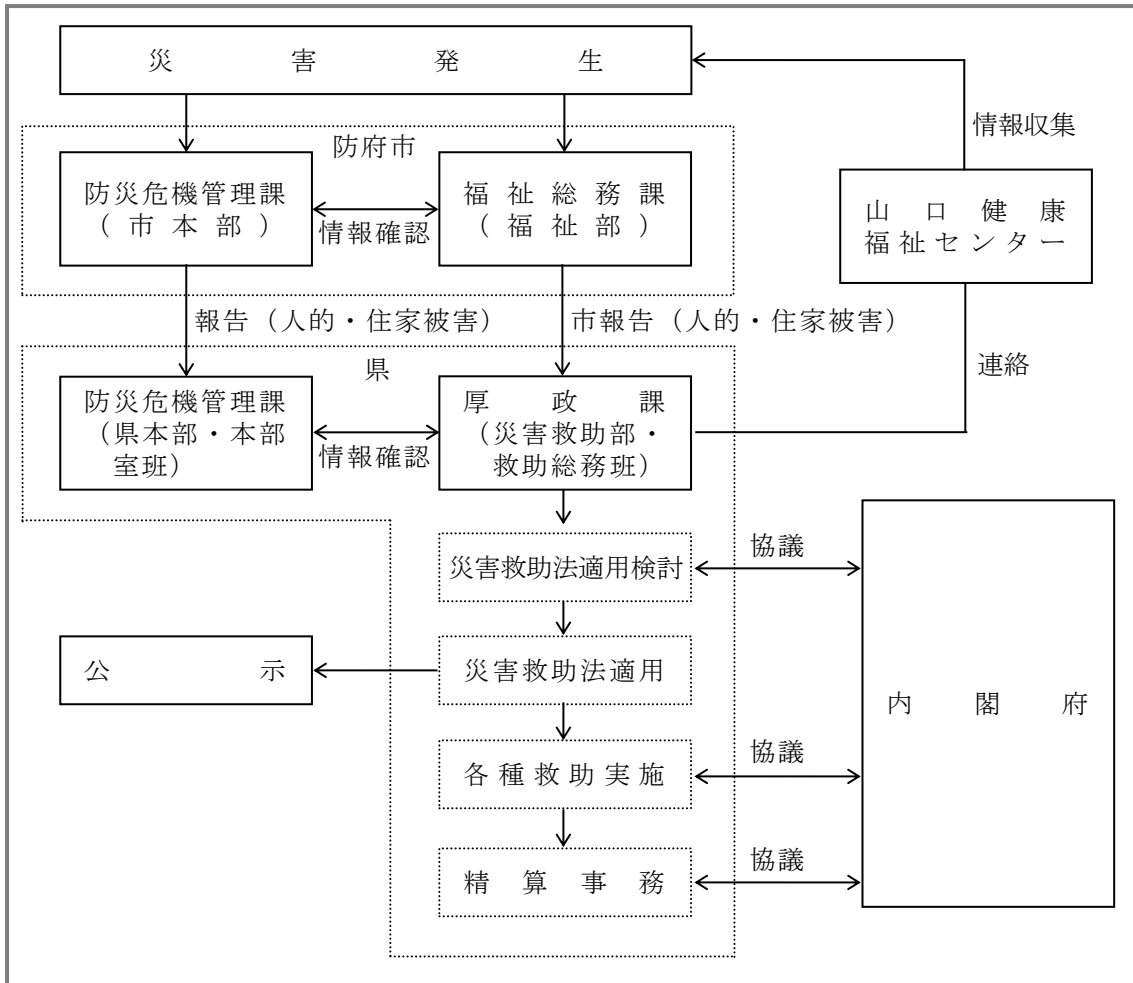 災害発生
情報収集
防府市
防災危機管理課
（市本部）
情報確認
福祉総務課
（福祉部）
山口健康
福祉センター
報告（人的・住家被害）
市報告（人的・住家被害）
連絡
県
防災危機管理課
（県本部・本部
室班）
情報確認
厚政課
（災害救助部・
救助総務班）
災害救助法適用検討
協議
公示
災害救助法適用
内閣府
各種救助実施
協議
精算事務
協議